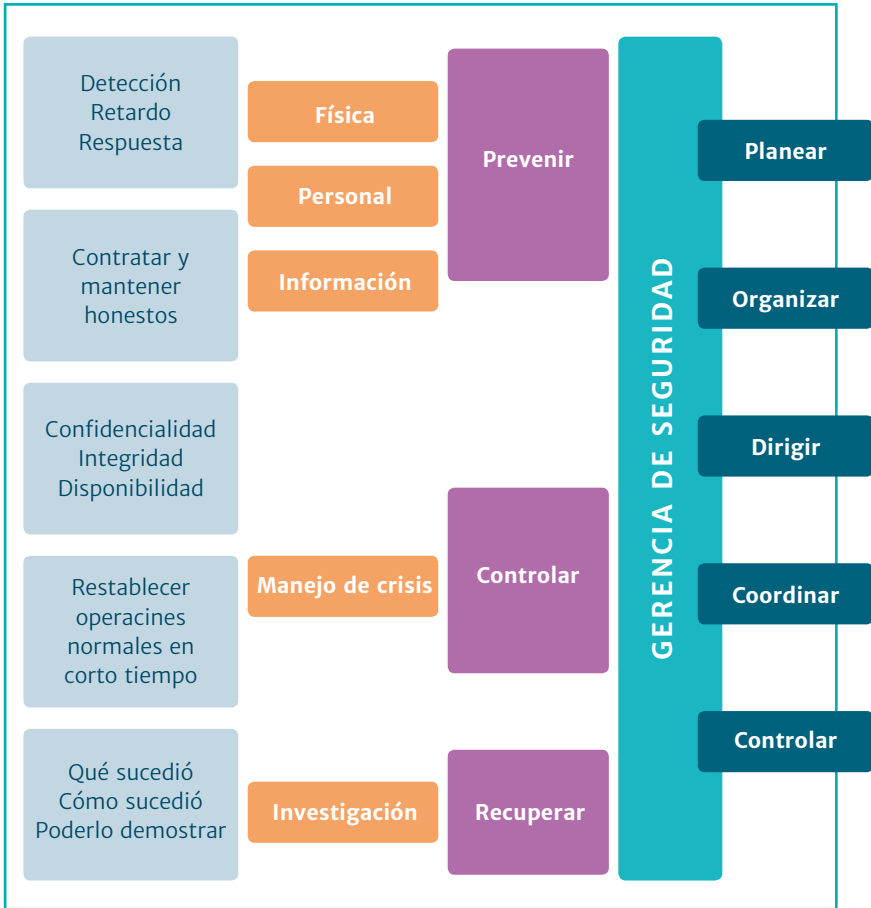 Detección
Retardo
Respuesta
Contratar y
mantener
honestos
Confidencialidad
Integridad
Disponibilidad
Restablecer
operacines
normales en
corto tiempo
Qué sucedió
Cómo sucedió
Poderlo demostrar
Física
Personal
Información
Manejo de crisis
Investigación
Prevenir
Controlar
Recuperar
GERENCIA DE SEGURIDAD
Planear
Organizar
Dirigir
Coordinar
Controlar